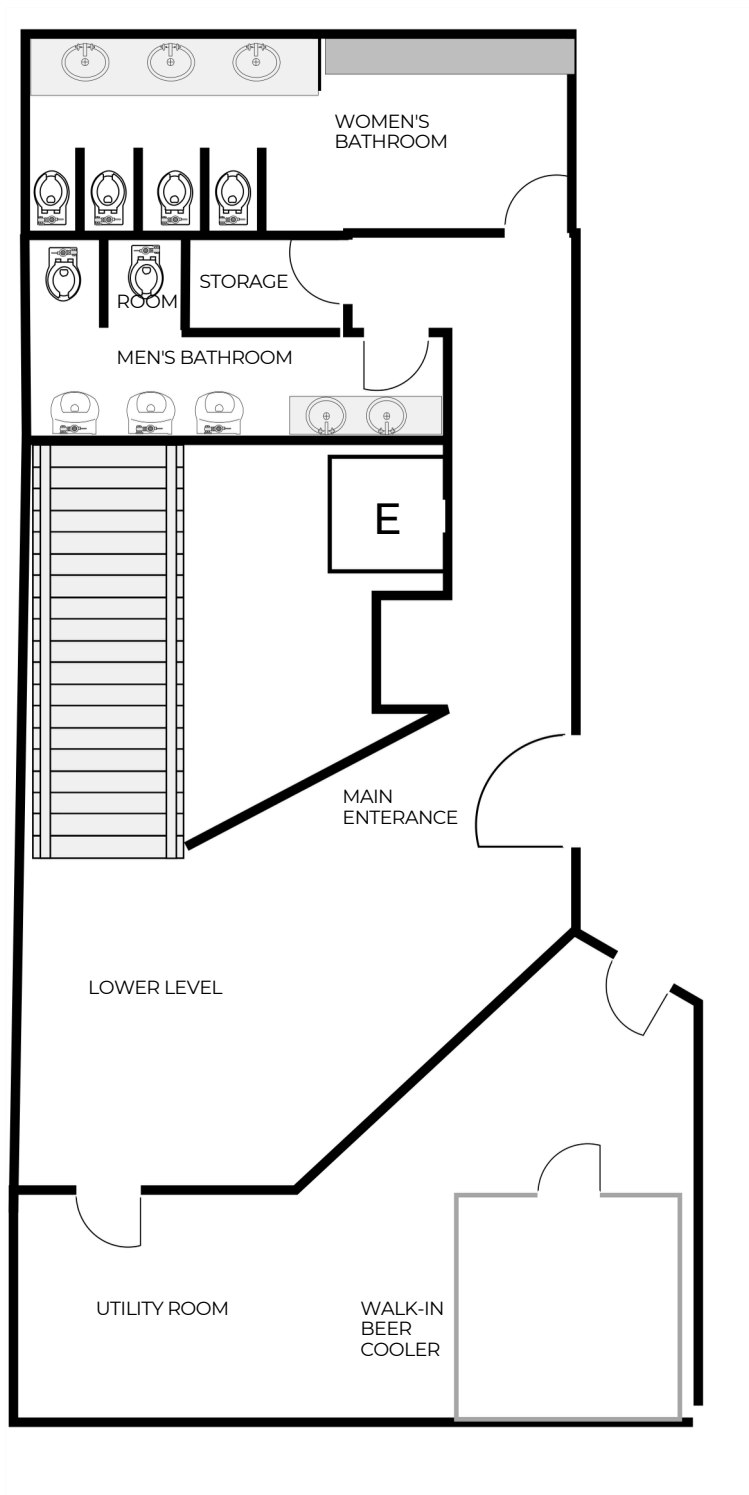 WOMEN'S
BATHROOM
STORAGE
ROOM
MEN'S BATHROOM
E
MAIN
ENTERANCE
LOWER LEVEL
UTILITY ROOM
WALK-IN
BEER
COOLER